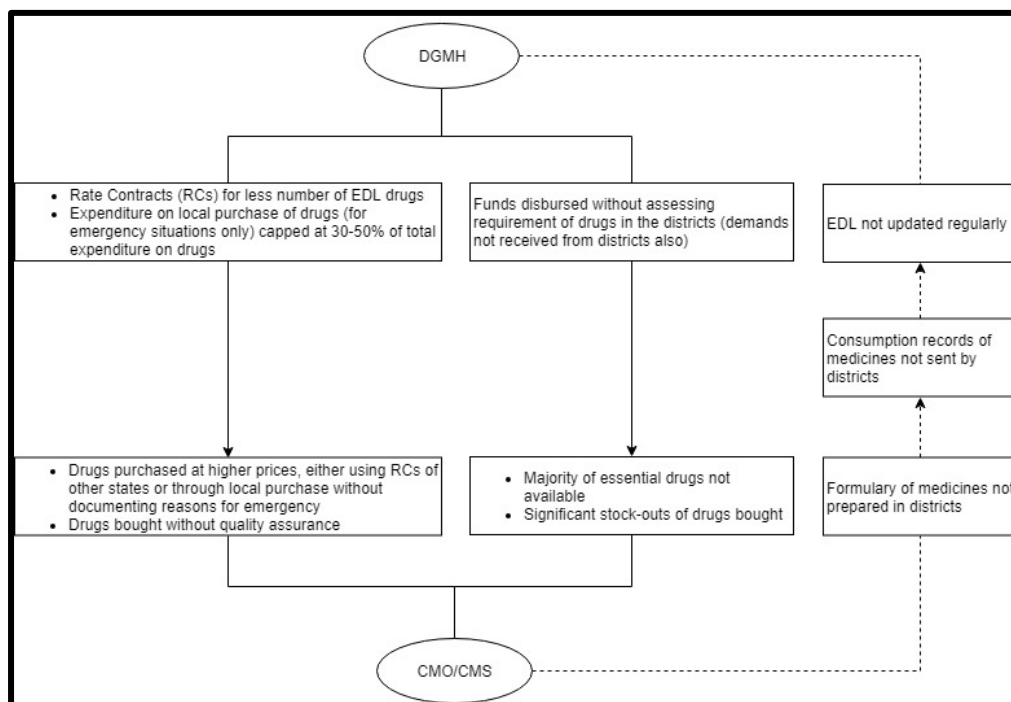 DGMH
• Rate Contracts (RCs) for less number of EDL drugs
• Expenditure on local purchase of drugs (for
emergency situations only) capped at 30-50% of total
expenditure on drugs
Funds disbursed without assessing
requirement of drugs in the districts (demands
not received from districts also)
EDL not updated regularly
Consumption records of
medicines not sent by
districts
• Drugs purchased at higher prices, either using RCs of
other states or through local purchase without
documenting reasons for emergency
• Drugs bought without quality assurance
• Majority of essential drugs not
available
• Significant stock-outs of drugs bought
Formulary of medicines not
prepared in districts
CMO/CMS